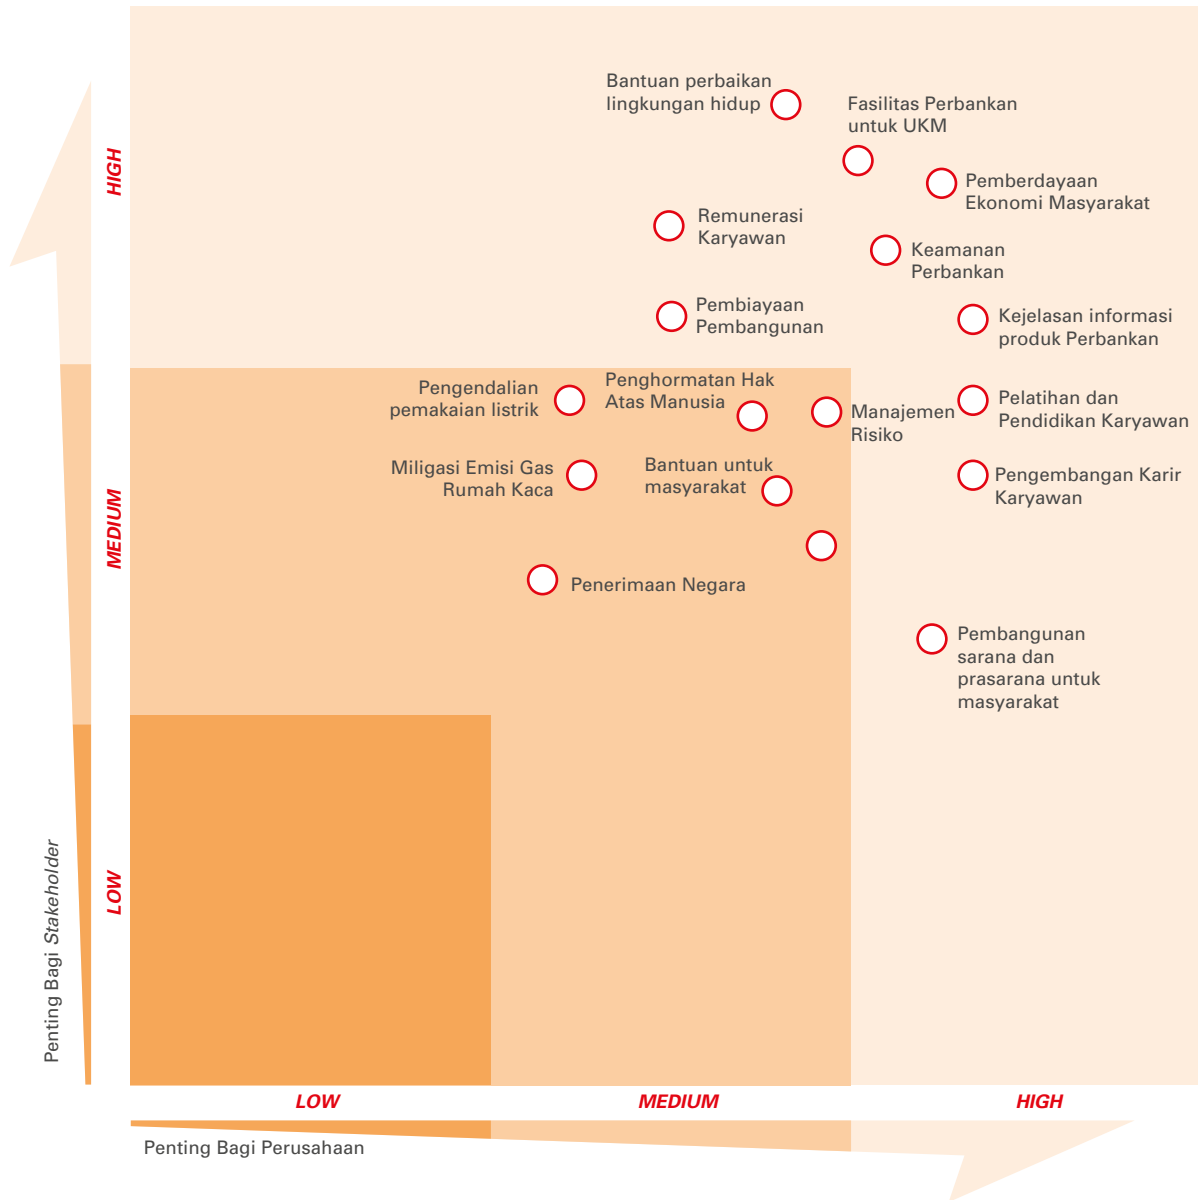 Bantuan perbaikan
lingkungan hidup
Fasilitas Perbankan
untuk UKM
Pemberdayaan
Ekonomi Masyarakat
Remunerasi
Karyawan
Keamanan
Perbankan
Pembiayaan
Pembangunan
Kejelasan informasi
produk Perbankan
Pengendalian
pemakaian listrik
Penghormatan Hak
Atas Manusia
Manajemen
Risiko
Pelatihan dan
Pendidikan Karyawan
Miligasi Emisi Gas
Rumah Kaca
Bantuan untuk
masyarakat
Pengembangan Karir
Karyawan
Penerimaan Negara
Pembangunan
sarana dan
prasarana untuk
masyarakat
HIGH
MEDIUM
LOW
Penting Bagi Stakeholder
LOW
MEDIUM
HIGH
Penting Bagi Perusahaan